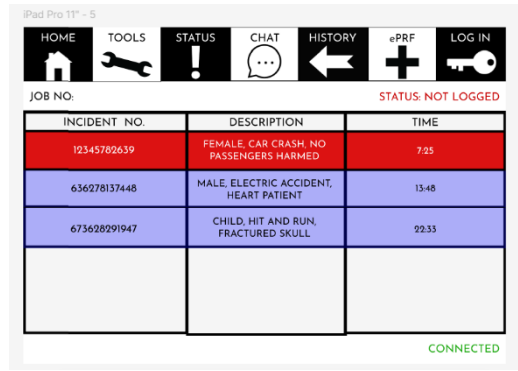 iPad Pro 11" - 5
HOME TOOLS STATUS CHAT HISTORY ePRF LOG IN
JOB NO: STATUS: NOT LOGGED
INCIDENT NO. DESCRIPTION TIME
12345782639 FEMALE, CAR CRASH, NO PASSENGERS HARMED 7:25
636278137448 MALE, ELECTRIC ACCIDENT, HEART PATIENT 13:48
673628291947 CHILD, HIT AND RUN, FRACTURED SKULL 22:33
CONNECTED